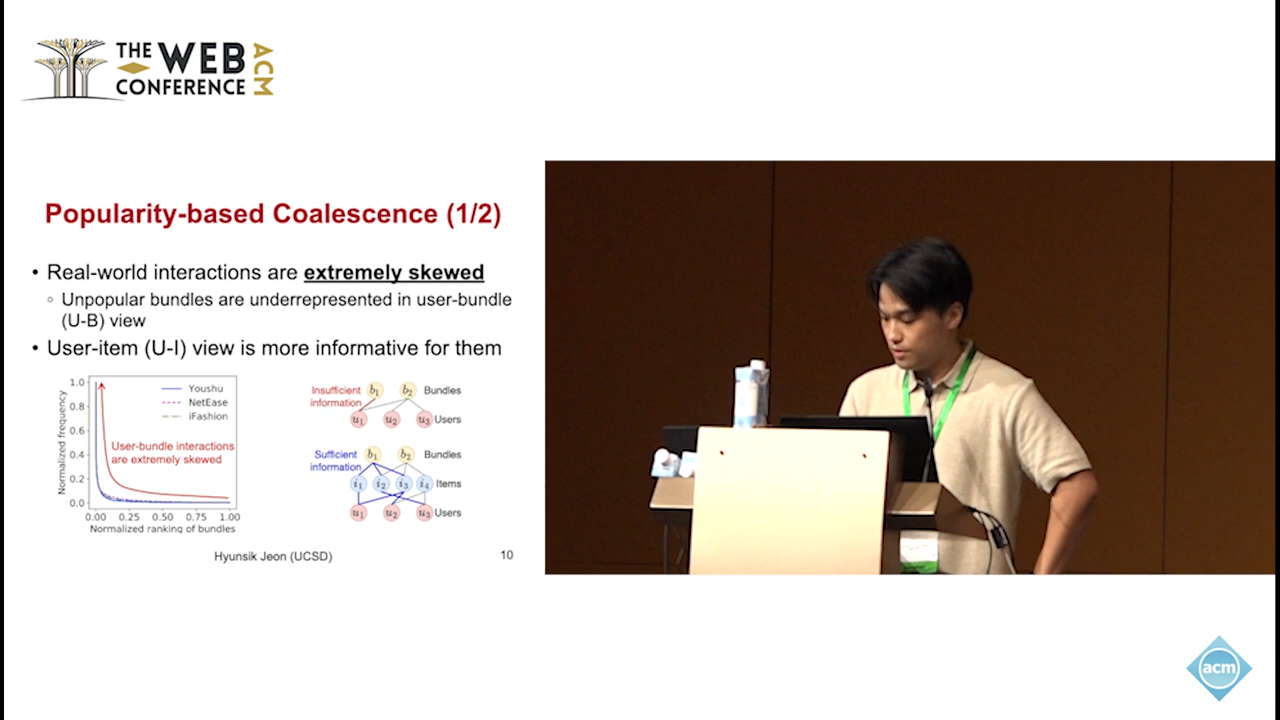 THE WEB
CONFERENCE
ACM
Popularity-based Coalescence (1/2)
• Real-world interactions are extremely skewed
◦ Unpopular bundles are underrepresented in user-bundle
(U-B) view
• User-item (U-I) view is more informative for them
Normalized frequency
1.0
0.8
0.6
0.4
0.2
0.0
Youshu
NetEase
iFashion
User-bundle interactions
are extremely skewed
0.00 0.25 0.50 0.75 1.00
Normalized ranking of bundles
Insufficient
information
b1 b2 Bundles
u1 u2 u3 Users
Sufficient
information
b1 b2 Bundles
i1 i2 i3 i4 Items
u1 u2 u3 Users
Hyunsik Jeon (UCSD)
10
acm